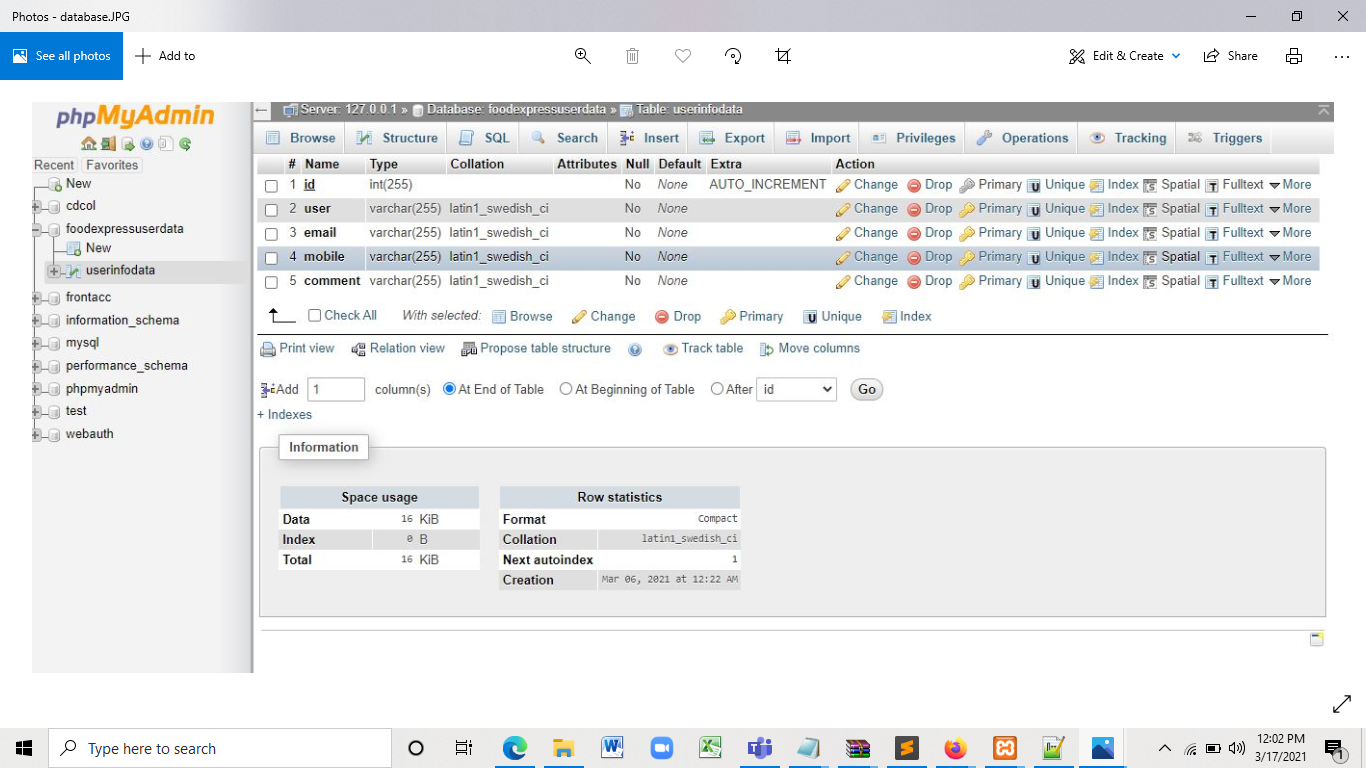 Photos - database.JPG
See all photos
Add to
Edit & Create
Share
phpMyAdmin
Recent Favorites
New
cdcol
foodexpressuserdata
New
userinfodata
frontacc
information_schema
mysql
performance_schema
phpmyadmin
test
webauth
Server: 127.0.0.1 » Database: foodexpressuserdata » Table: userinfodata
Browse Structure SQL Search Insert Export Import Privileges Operations Tracking Triggers
# Name Type Collation Attributes Null Default Extra Action
1 id int(255) No None AUTO_INCREMENT Change Drop Primary Unique Index Spatial Fulltext More
2 user varchar(255) latin1_swedish_ci No None Change Drop Primary Unique Index Spatial Fulltext More
3 email varchar(255) latin1_swedish_ci No None Change Drop Primary Unique Index Spatial Fulltext More
4 mobile varchar(255) latin1_swedish_ci No None Change Drop Primary Unique Index Spatial Fulltext More
5 comment varchar(255) latin1_swedish_ci No None Change Drop Primary Unique Index Spatial Fulltext More
Check All With selected: Browse Change Drop Primary Unique Index
Print view Relation view Propose table structure Track table Move columns
Add 1 column(s) At End of Table At Beginning of Table After id Go
+ Indexes
Information
Space usage
Data 16 KiB
Index 0 B
Total 16 KiB
Row statistics
Format Compact
Collation latin1_swedish_ci
Next autoindex 1
Creation Mar 06, 2021 at 12:22 AM
Type here to search
12:02 PM
3/17/2021
1